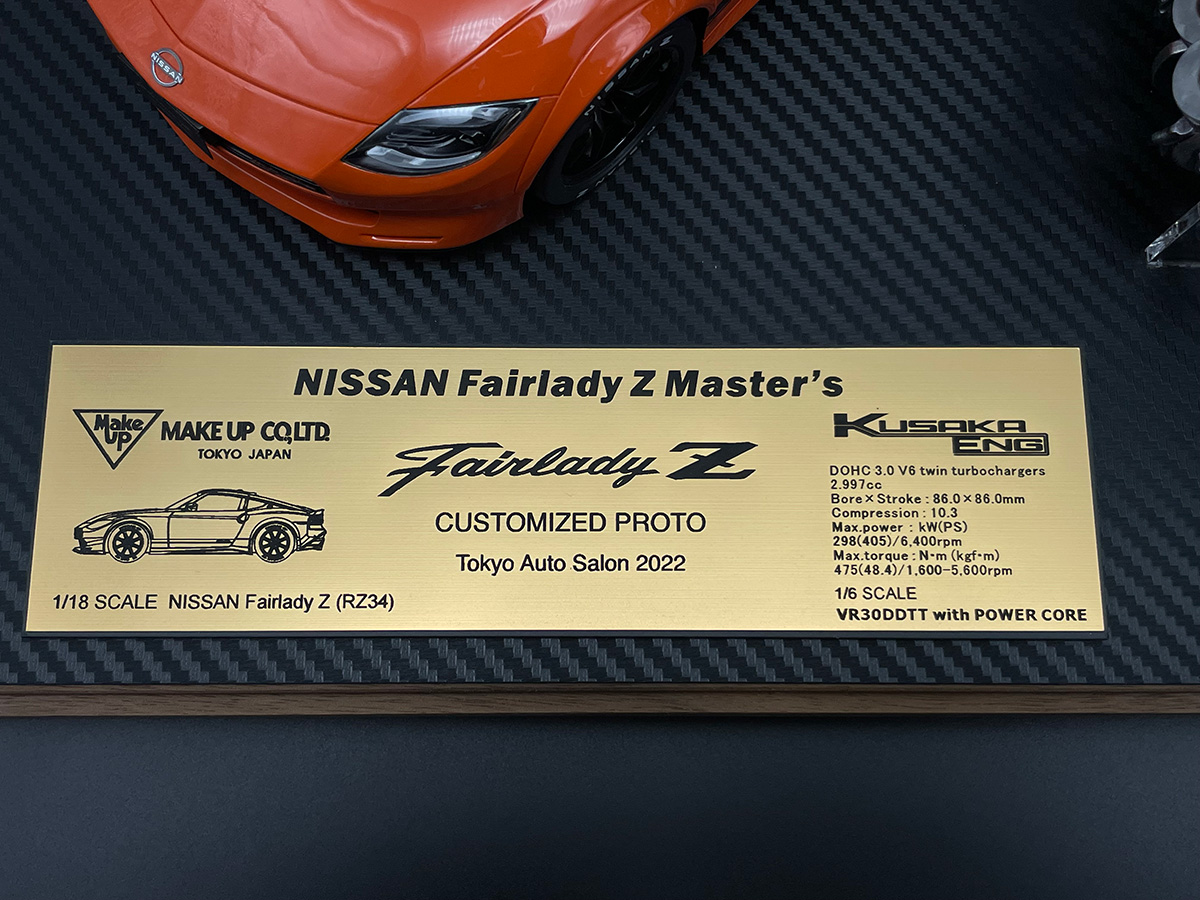 NISSAN
NISSAN Z
NISSAN Fairlady Z Master's
Make UP
MAKE UP CO.,LTD.
TOKYO JAPAN
Fairlady Z
CUSTOMIZED PROTO
Tokyo Auto Salon 2022
1/18 SCALE NISSAN Fairlady Z (RZ34)
KUSAKA ENG
DOHC 3.0 V6 twin turbochargers
2.997cc
Bore×Stroke : 86.0×86.0mm
Compression : 10.3
Max.power : kW(PS)
298(405)/6,400rpm
Max.torque : N·m (kgf·m)
475(48.4)/1,600-5,600rpm
1/6 SCALE
VR30DDTT with POWER CORE